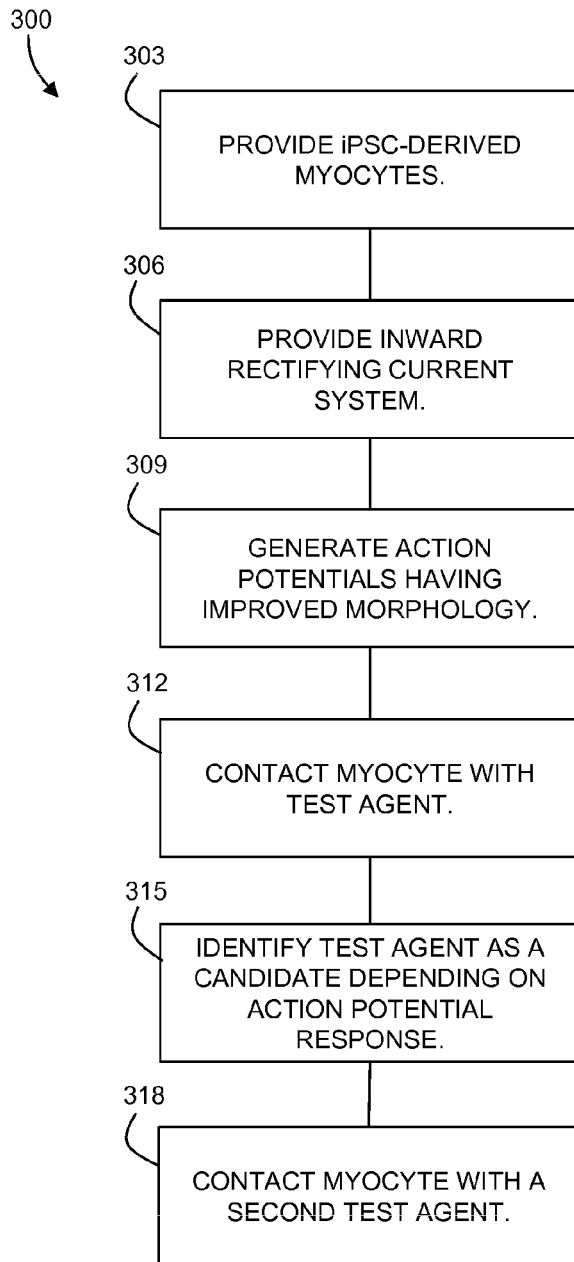 300
303
PROVIDE iPSC-DERIVED
MYOCYTES.
306
PROVIDE INWARD
RECTIFYING CURRENT
SYSTEM.
309
GENERATE ACTION
POTENTIALS HAVING
IMPROVED MORPHOLOGY.
312
CONTACT MYOCYTE WITH
TEST AGENT.
315
IDENTIFY TEST AGENT AS A
CANDIDATE DEPENDING ON
ACTION POTENTIAL
RESPONSE.
318
CONTACT MYOCYTE WITH A
SECOND TEST AGENT.